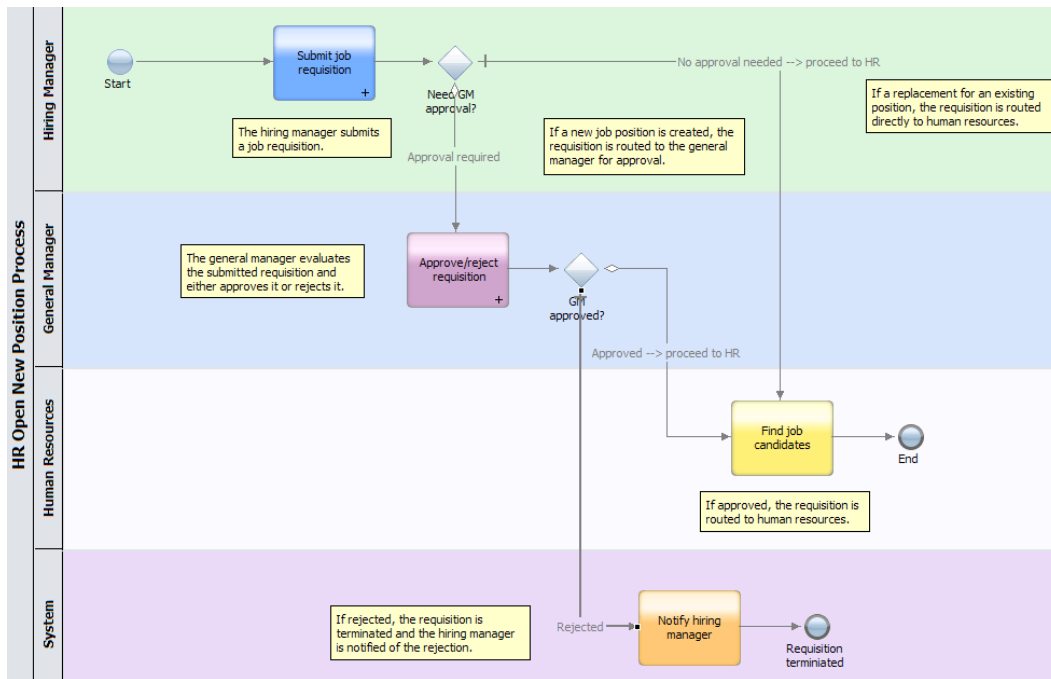 HR Open New Position Process
Hiring Manager
Start
Submit job
requisition
Need GM
approval?
No approval needed --> proceed to HR
If a replacement for an existing
position, the requisition is routed
directly to human resources.
The hiring manager submits
a job requisition.
If a new job position is created, the
requisition is routed to the general
manager for approval.
Approval required
General Manager
The general manager evaluates
the submitted requisition and
either approves it or rejects it.
Approve/reject
requisition
GM
approved?
Approved --> proceed to HR
Human Resources
Find job
candidates
End
If approved, the requisition is
routed to human resources.
System
If rejected, the requisition is
terminated and the hiring manager
is notified of the rejection.
Rejected
Notify hiring
manager
Requisition
terminiated